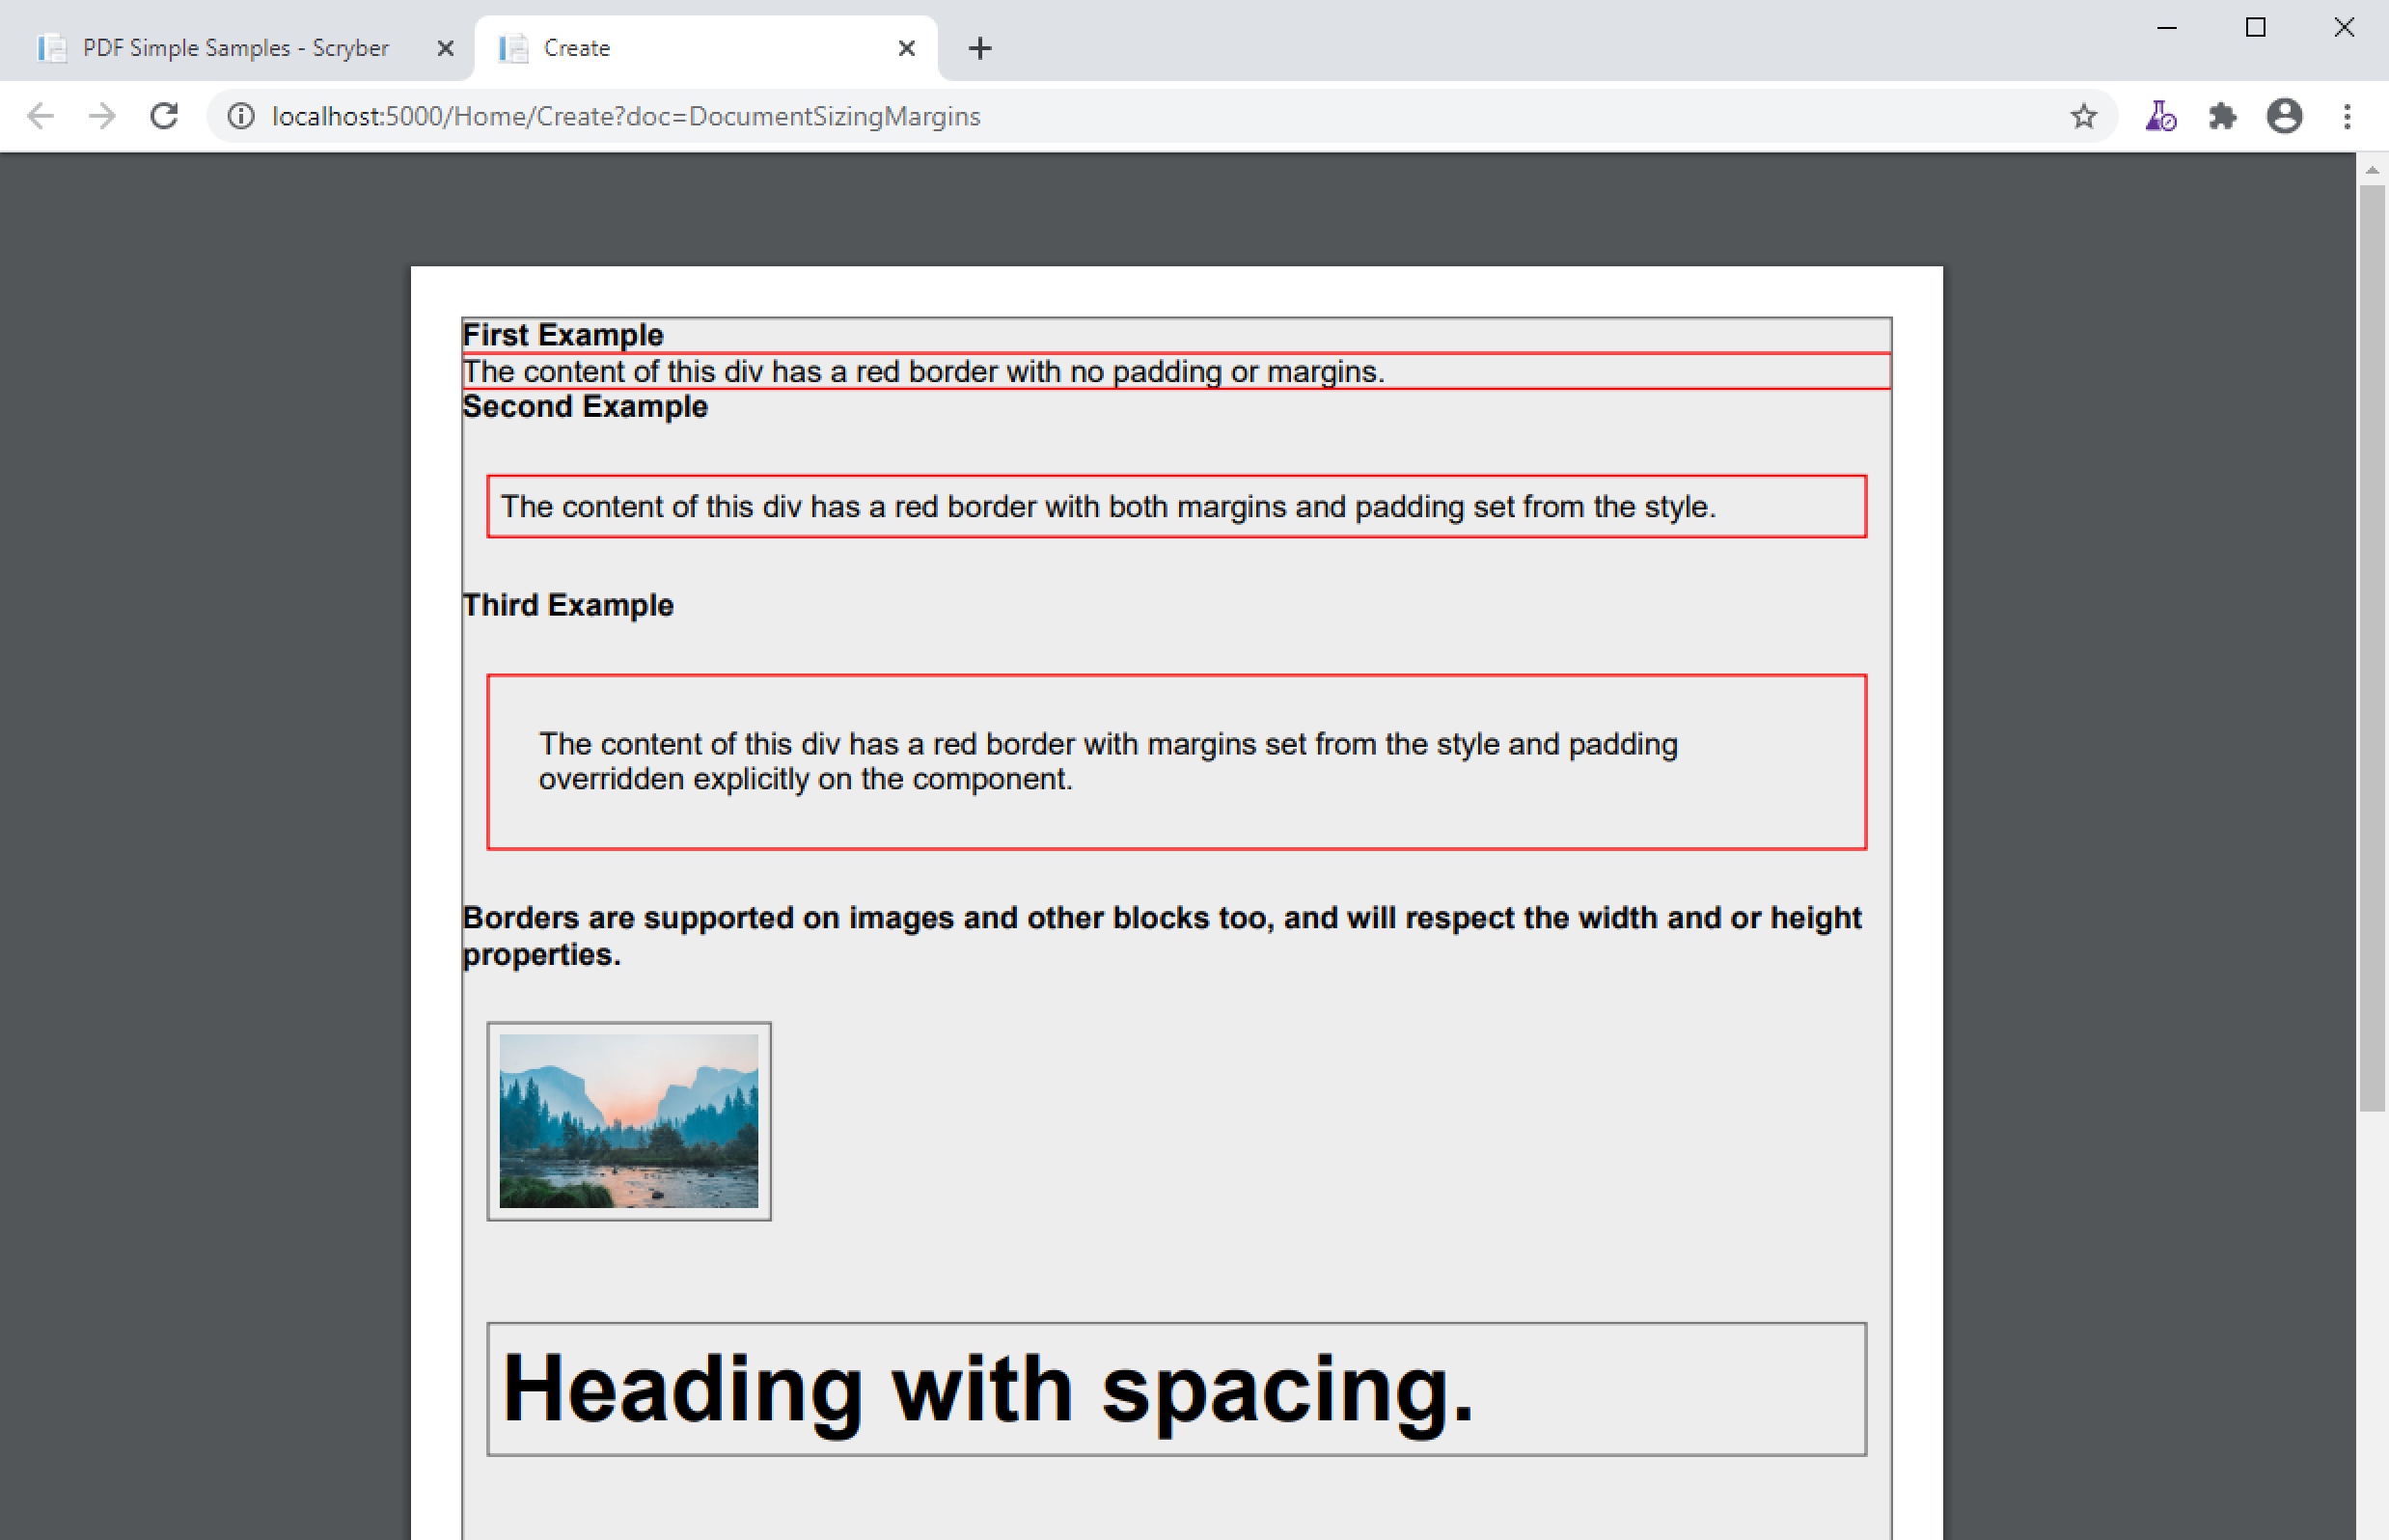 PDF Simple Samples - Scryber
Create
localhost:5000/Home/Create?doc=DocumentSizingMargins
First Example
The content of this div has a red border with no padding or margins.
Second Example
The content of this div has a red border with both margins and padding set from the style.
Third Example
The content of this div has a red border with margins set from the style and padding
overridden explicitly on the component.
Borders are supported on images and other blocks too, and will respect the width and or height
properties.
Heading with spacing.